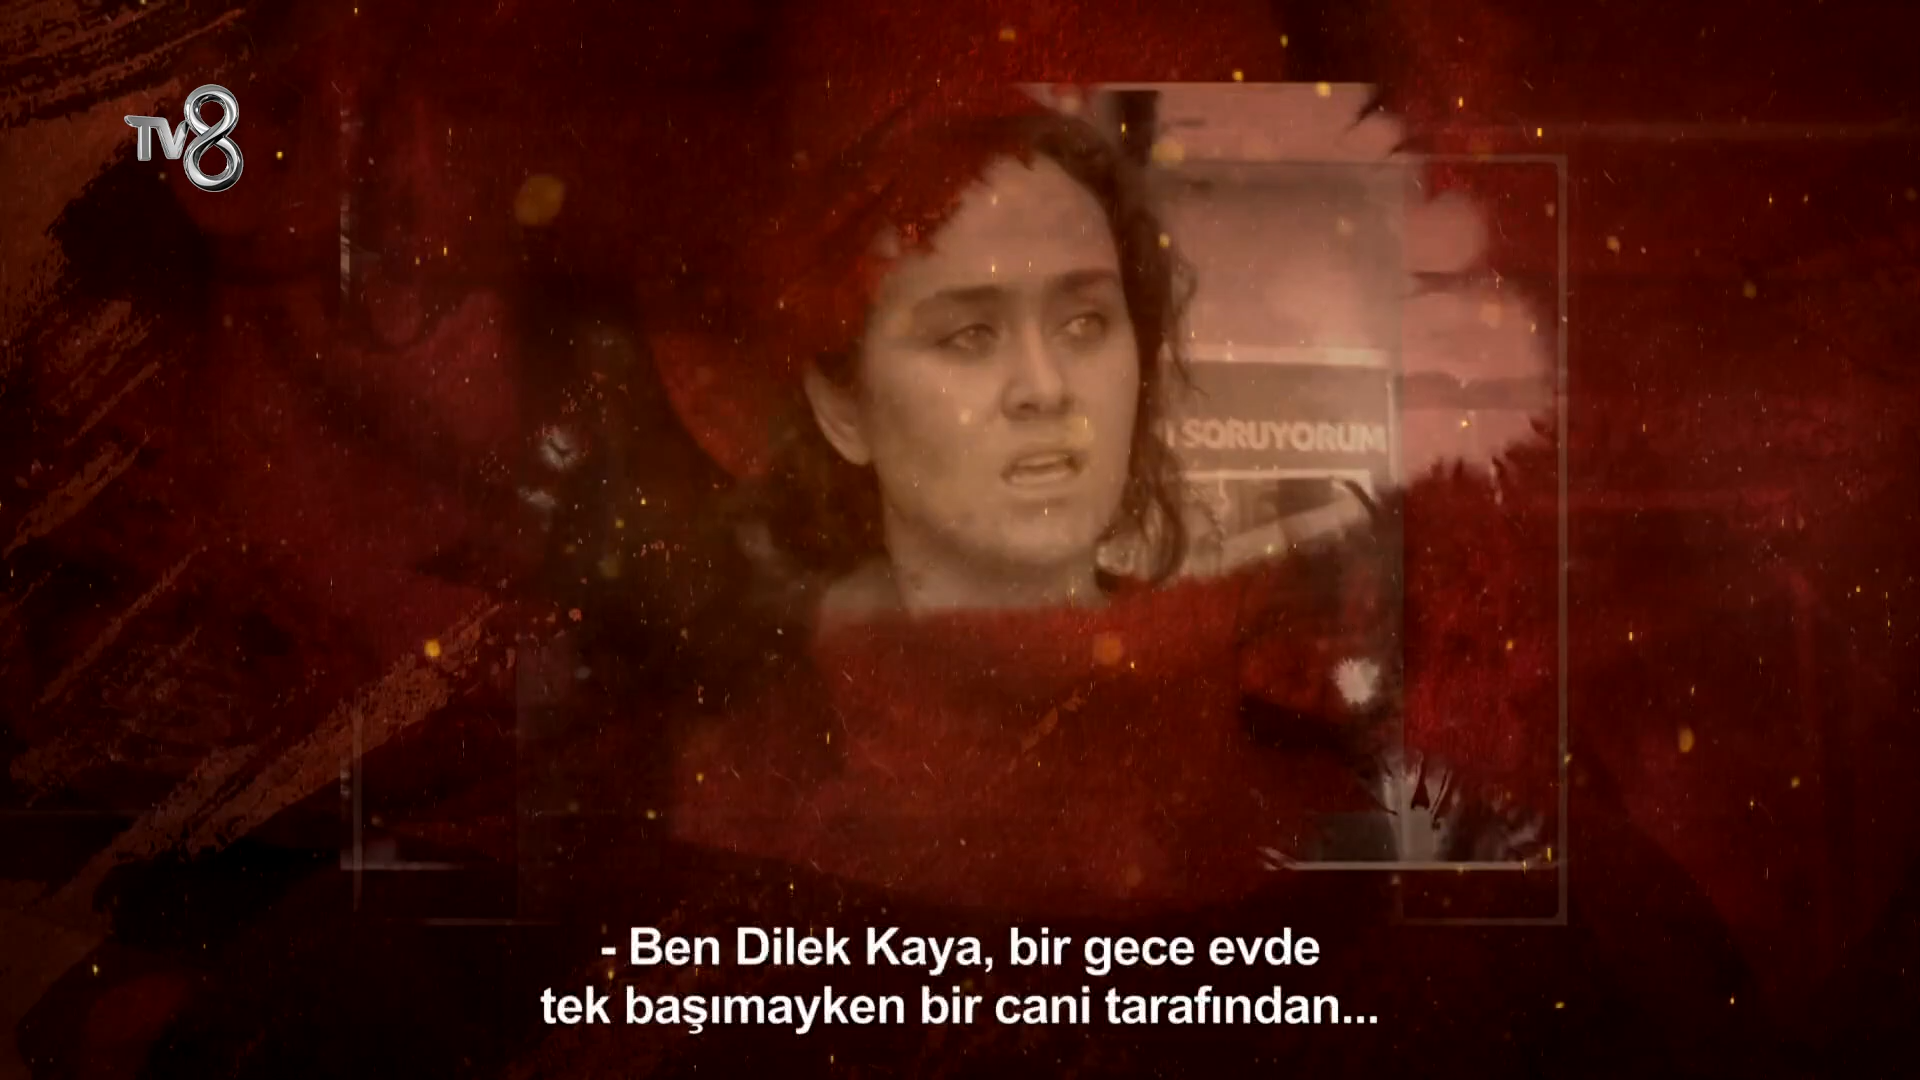 TV8
SORUYORUM
- Ben Dilek Kaya, bir gece evde
tek başımayken bir cani tarafından...